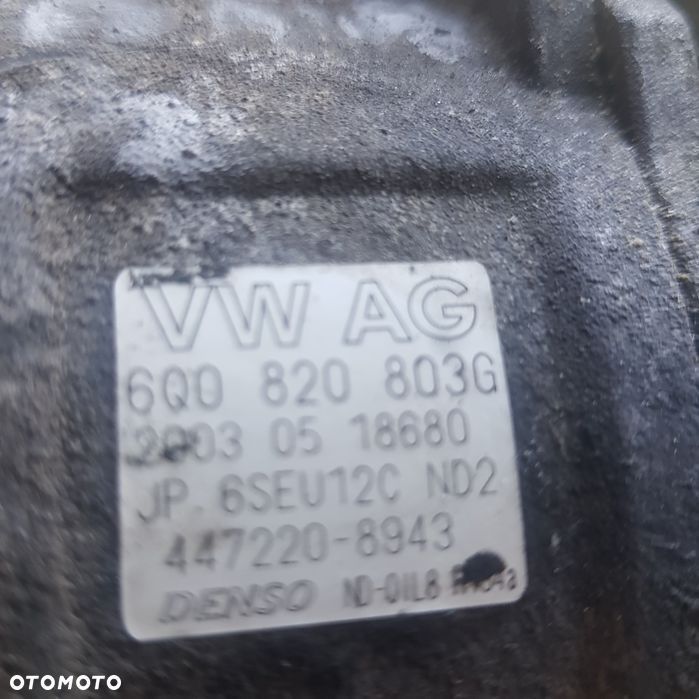 VW AG
6Q0 820 803G
2003 05 18680
JP 6SEU12C ND2
447220-8943
DENSO ND-OIL8
OTOMOTO